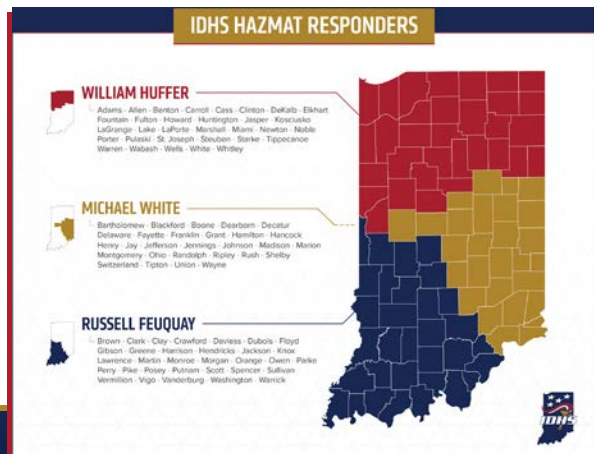 IDHS HAZMAT RESPONDERS
WILLIAM HUFFER
Adams · Allen · Benton · Carroll · Cass · Clinton · DeKalb · Elkhart
Fountain · Fulton · Howard · Huntington · Jasper · Kosciusko
LaGrange · Lake · LaPorte · Marshall · Miami · Newton · Noble
Porter · Pulaski · St. Joseph · Steuben · Starke · Tippecanoe
Warren · Wabash · Wells · White · Whitley
MICHAEL WHITE
Bartholomew · Blackford · Boone · Dearborn · Decatur
Delaware · Fayette · Franklin · Grant · Hamilton · Hancock
Henry · Jay · Jefferson · Jennings · Johnson · Madison · Marion
Montgomery · Ohio · Randolph · Ripley · Rush · Shelby
Switzerland · Tipton · Union · Wayne
RUSSELL FEUQUAY
Brown · Clark · Clay · Crawford · Daviess · Dubois · Floyd
Gibson · Greene · Harrison · Hendricks · Jackson · Knox
Lawrence · Martin · Monroe · Morgan · Orange · Owen · Parke
Perry · Pike · Posey · Putnam · Scott · Spencer · Sullivan
Vermillion · Vigo · Vanderburg · Washington · Warrick
IDHS